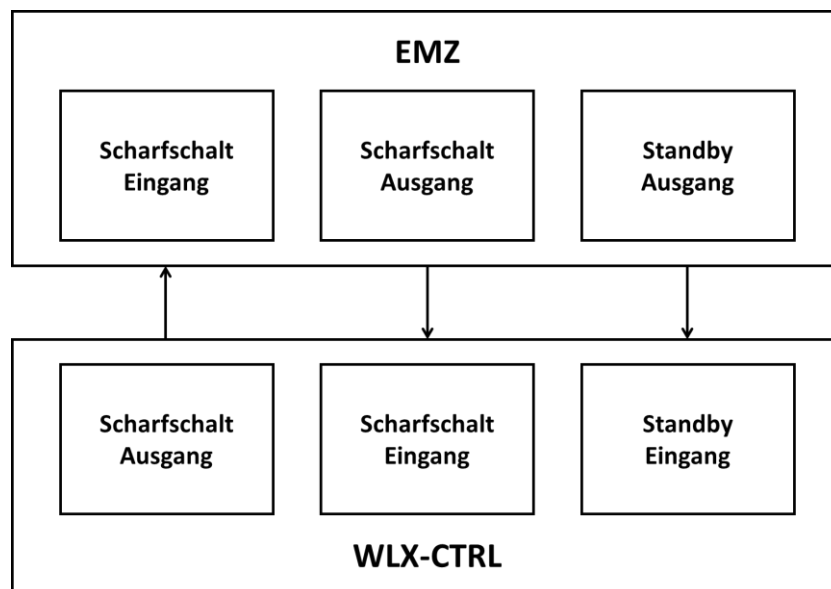 EMZ
Scharfschalt
Eingang
Scharfschalt
Ausgang
Standby
Ausgang
Scharfschalt
Ausgang
Scharfschalt
Eingang
Standby
Eingang
WLX-CTRL